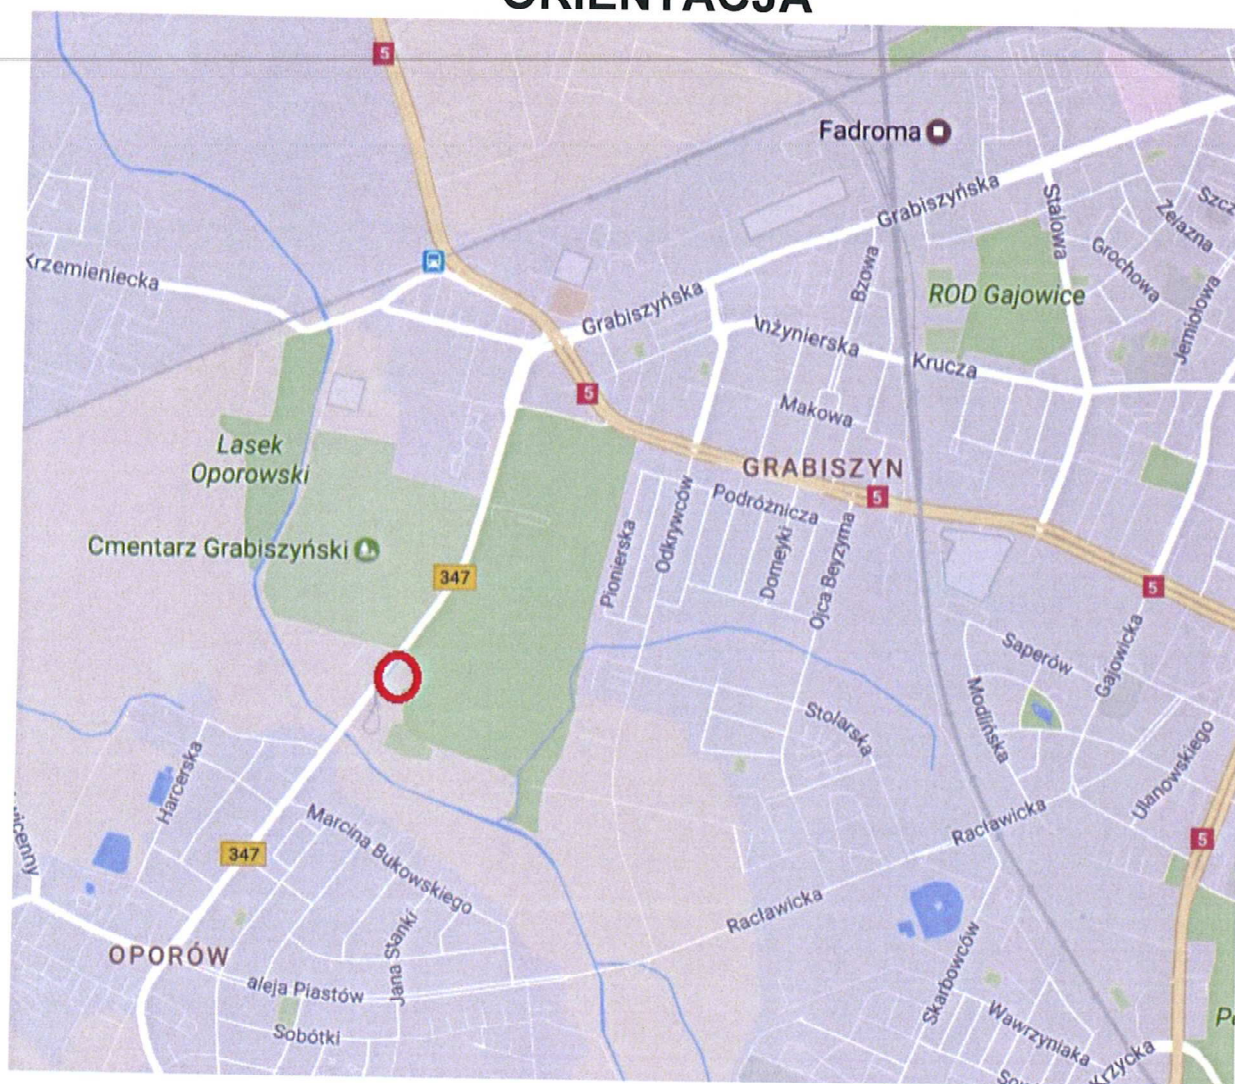 ORIENTACJA
5
Fadroma
Grabiszyńska
Stalowa
Żelazna
Grochowa
Krzemieniecka
Bzowa
ROD Gajowice
Jemiołowa
Grabiszyńska
Inżynierska
Krucza
5
Makowa
Lasek
Oporowski
GRABISZYN
5
Podróżnicza
Odkrywców
Pionierska
Domeyki
Ojca Beyzyma
Cmentarz Grabiszyński
347
5
Saperów
Gajowicka
Modlińska
Stolarska
Ulanowskiego
Harcerska
Marcina Bukowskiego
Racławicka
5
347
Racławicka
OPORÓW
Jana Stanki
aleja Piastów
Skarbowców
Sobótki
Wawrzyniaka
Krzycka